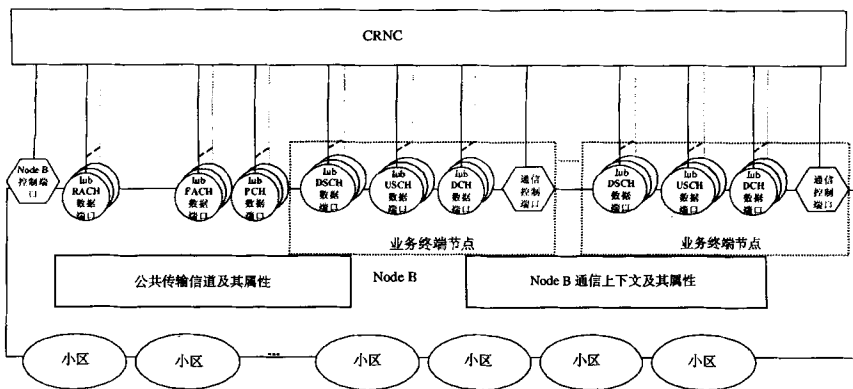 CRNC
Node B
控制端
口
Iub
RACH
数据
端口
Iub
FACH
数据
端口
Iub
PCH
数据
端口
Iub
DSCH
数据
端口
Iub
USCH
数据
端口
Iub
DCH
数据
端口
通信
控制
端口
Iub
DSCH
数据
端口
Iub
USCH
数据
端口
Iub
DCH
数据
端口
通信
控制
端口
业务终端节点
业务终端节点
公共传输信道及其属性
Node B
Node B 通信上下文及其属性
小区
小区
...
小区
小区
小区
小区